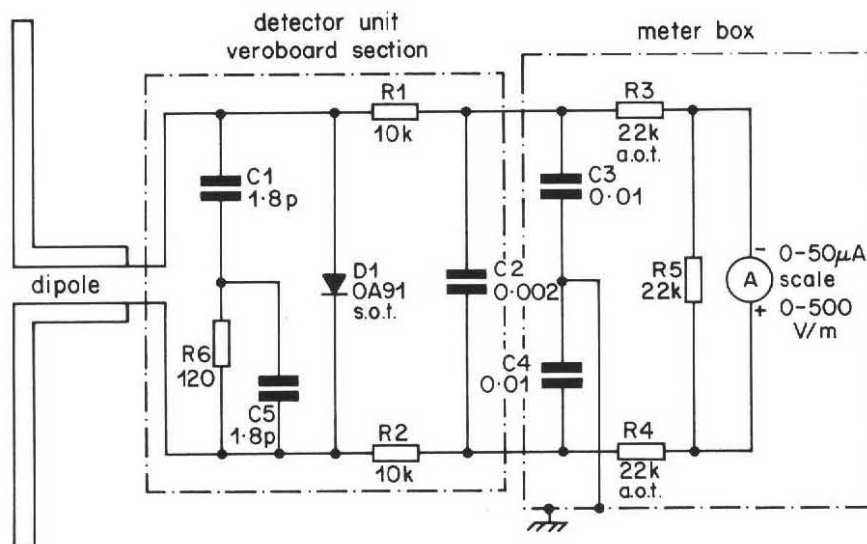 detector unit
veroboard section
meter box
R1
10k
R3
22k
a.o.t.
C1
1·8p
C3
0·01
dipole
D1
OA91
s.o.t.
C2
0·002
R5
22k
A
- 0-50μA
scale
+ 0-500
V/m
R6
120
C5
1·8p
C4
0·01
R2
10k
R4
22k
a.o.t.